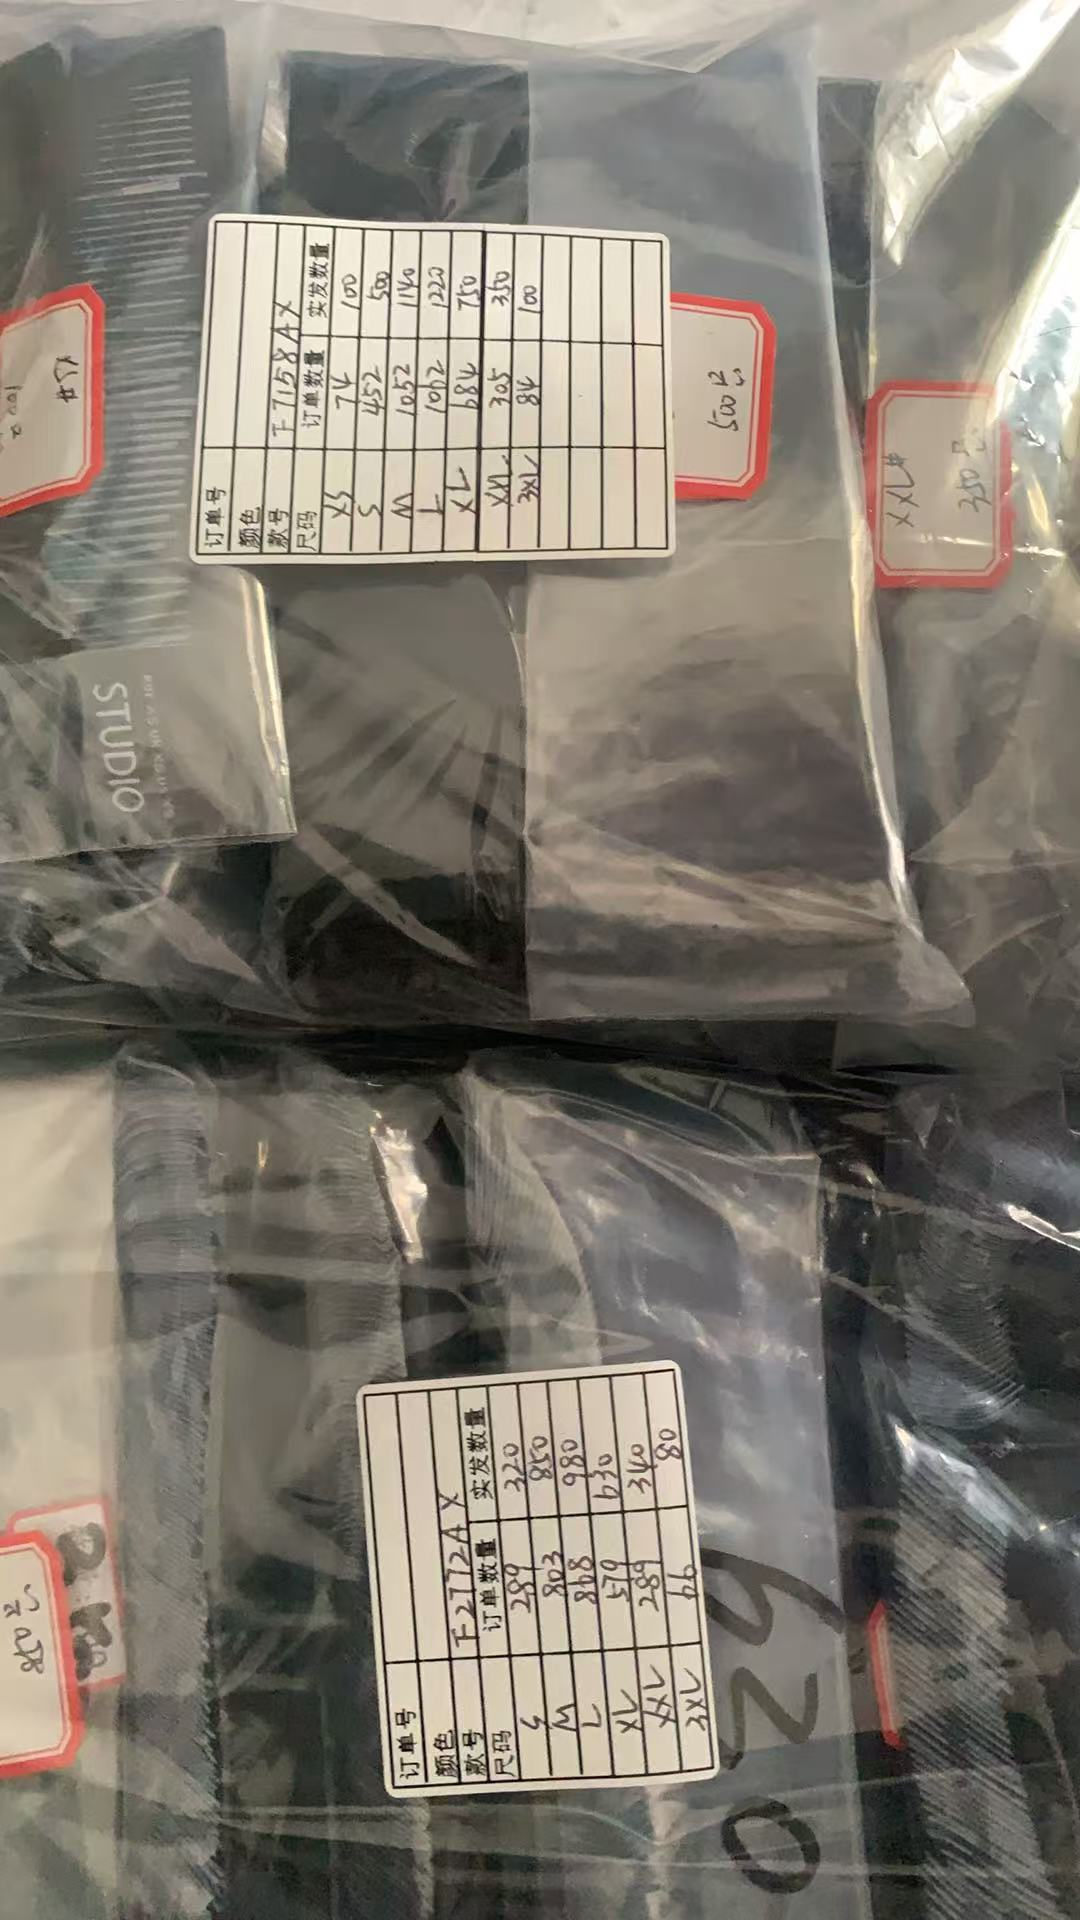 订单号
颜色
款号 F7158AX
尺码 订单数量 实发数量
XS 74 100
S 452 500
M 1052 1140
L 1062 1220
XL 684 750
XXL 305 350
3XL 84 100
500
XXL#
350
STUDIO
订单号
颜色
款号 F2772AX
尺码 订单数量 实发数量
S 289 320
M 803 850
L 868 980
XL 579 630
XXL 289 340
3XL 66 80
850